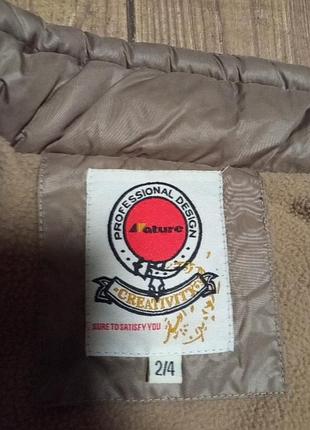 PROFESSIONAL DESIGN
Nature
CREATIVITY
SURE TO SATISFY YOU
2/4